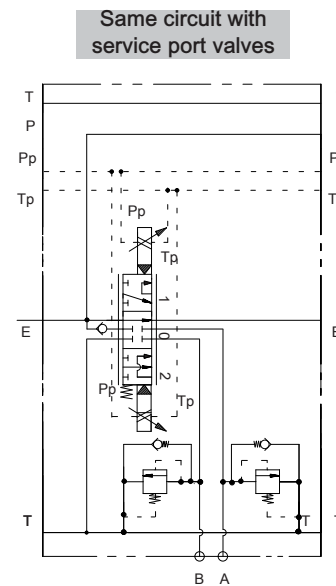 Same circuit with
service port valves
T
P
Pp P
Tp T
Pp
Tp
1
E 0 E
2
Pp
Tp
T T T
B A